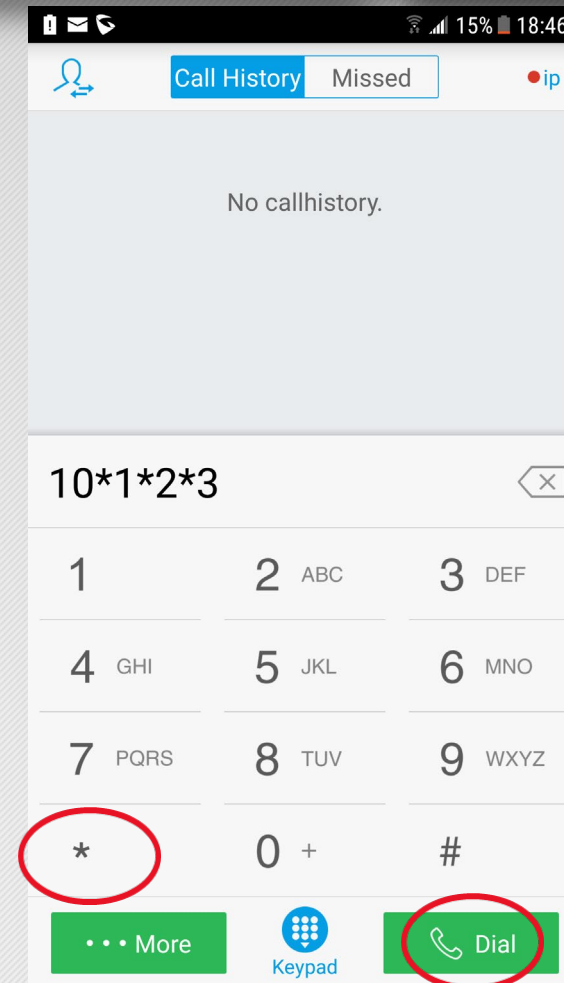 15% 18:46
Call History Missed ip
No callhistory.
10*1*2*3
1 2 ABC 3 DEF
4 GHI 5 JKL 6 MNO
7 PQRS 8 TUV 9 WXYZ
* 0 + #
••• More Keypad Dial